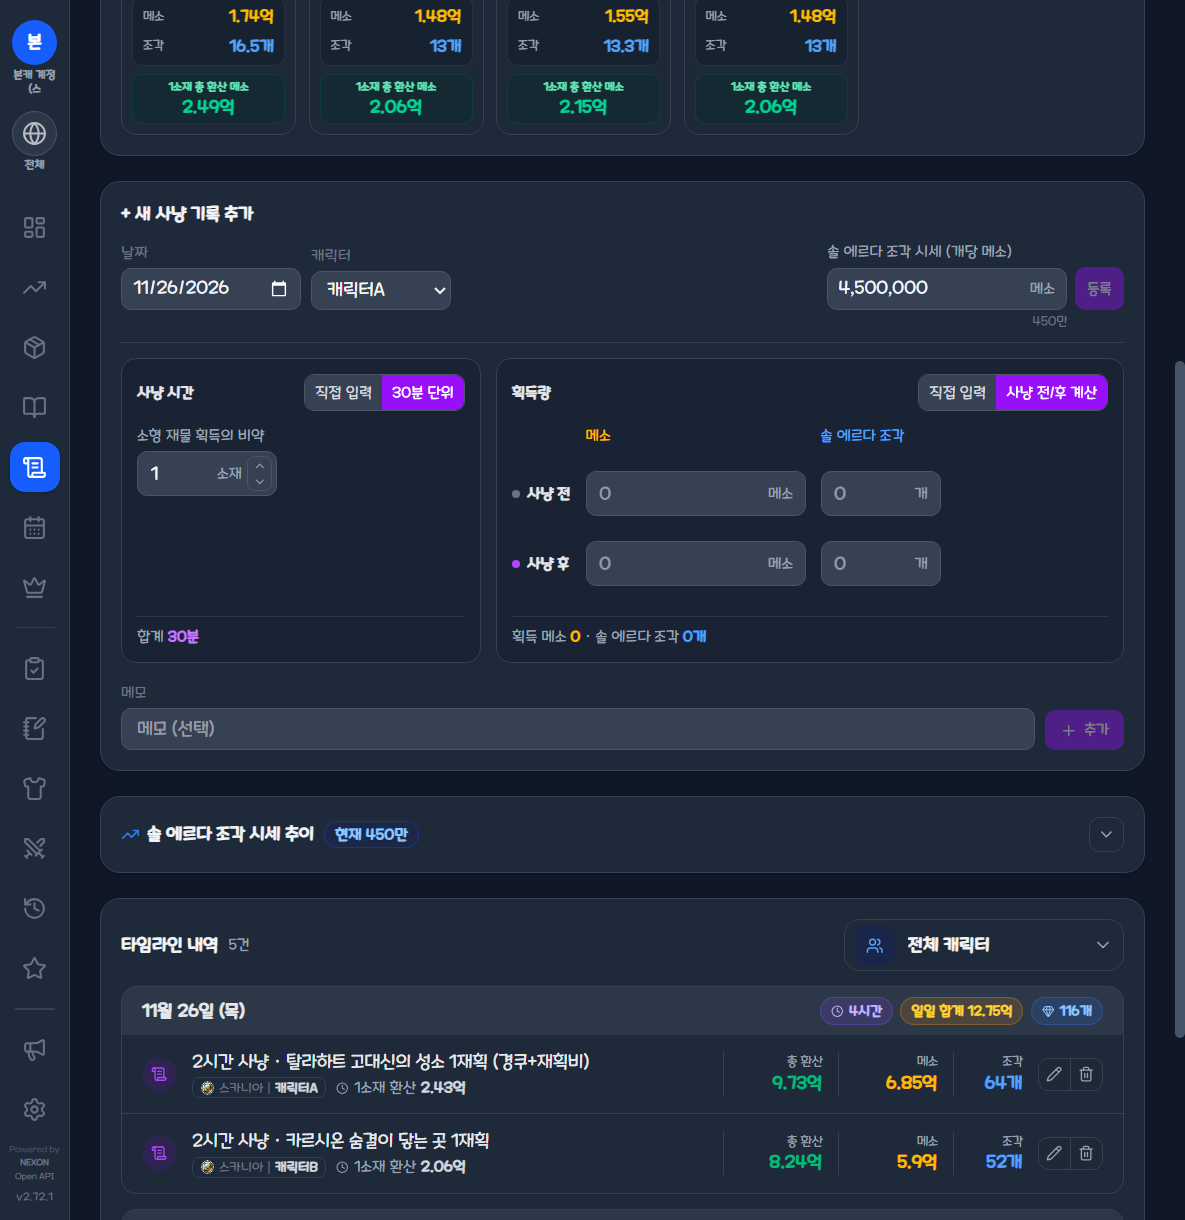 본
본캐 계정
(스
전체
Powered by
NEXON
Open API
v2.72.1
메소 1.74억
조각 16.5개
1소재 총 환산 메소
2.49억
메소 1.48억
조각 13개
1소재 총 환산 메소
2.06억
메소 1.55억
조각 13.3개
1소재 총 환산 메소
2.15억
메소 1.48억
조각 13개
1소재 총 환산 메소
2.06억
+ 새 사냥 기록 추가
날짜
11/26/2026
캐릭터
캐릭터A
솔 에르다 조각 시세 (개당 메소)
4,500,000 메소
등록
450만
사냥 시간
직접 입력 30분 단위
소형 재물 획득의 비약
1 소재
합계 30분
획득량
직접 입력 사냥 전/후 계산
메소 솔 에르다 조각
사냥 전 0 메소 0 개
사냥 후 0 메소 0 개
획득 메소 0 · 솔 에르다 조각 0개
메모
메모 (선택)
+ 추가
솔 에르다 조각 시세 추이 현재 450만
타임라인 내역 5건
전체 캐릭터
11월 26일 (목)
4시간 일일 합계 12.75억 116개
2시간 사냥 · 탈라하트 고대신의 성소 1재획 (경쿠+재획비)
스카니아 | 캐릭터A 1소재 환산 2.43억
총 환산 메소 조각
9.73억 6.85억 64개
2시간 사냥 · 카르시온 숨결이 닿는 곳 1재획
스카니아 | 캐릭터B 1소재 환산 2.06억
총 환산 메소 조각
8.24억 5.9억 52개